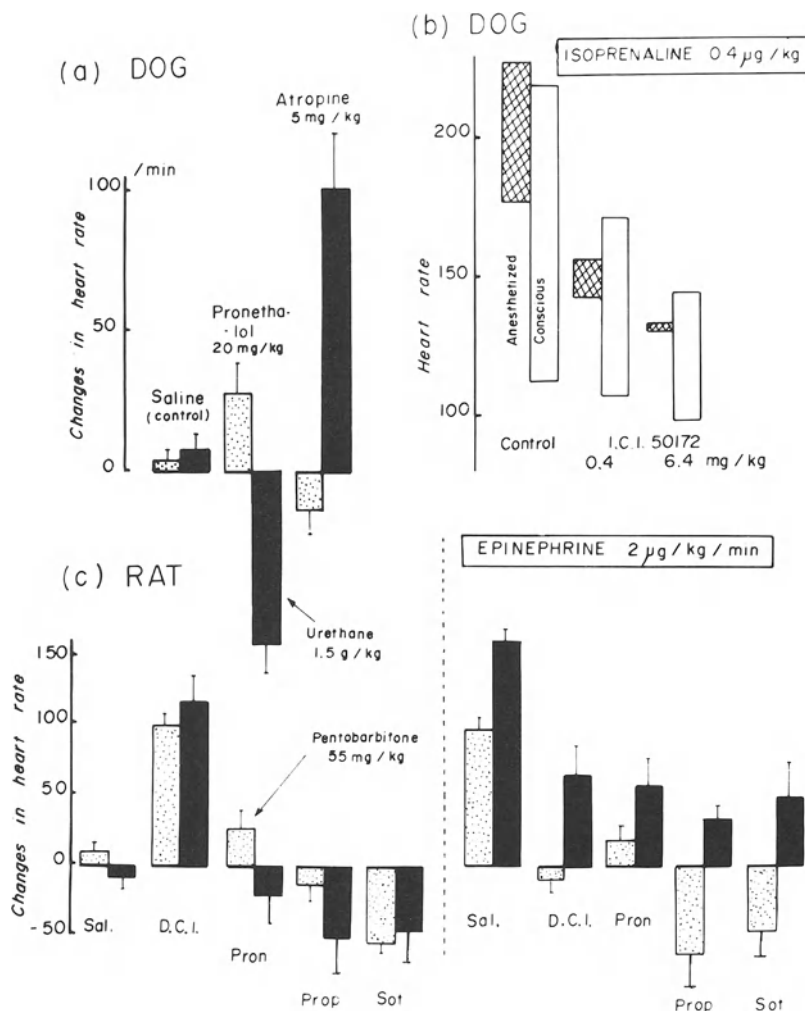 (a) DOG
/min
100
50
0
Changes in heart rate
Saline
(control)
Pronetha-
-lol
20 mg/kg
Atropine
5 mg / kg
(b) DOG
ISOPRENALINE 0.4 µg / kg
200
150
100
Heart rate
Anesthetized
Conscious
Control
I.C.I. 50172
0.4
6.4 mg / kg
(c) RAT
Urethane
1.5 g / kg
Pentobarbitone
55 mg / kg
150
100
50
0
-50
Changes in heart rate
Sal.
D.C.I.
Pron
Prop
Sot
EPINEPHRINE 2 µg / kg / min
Sal.
D.C.I.
Pron
Prop
Sot